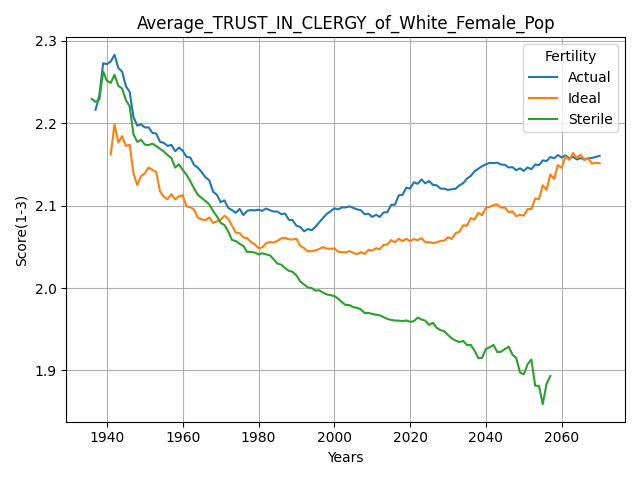 Average_TRUST_IN_CLERGY_of_White_Female_Pop
Fertility
Actual
Ideal
Sterile
Score(1-3)
2.3
2.2
2.1
2.0
1.9
1940 1960 1980 2000 2020 2040 2060
Years